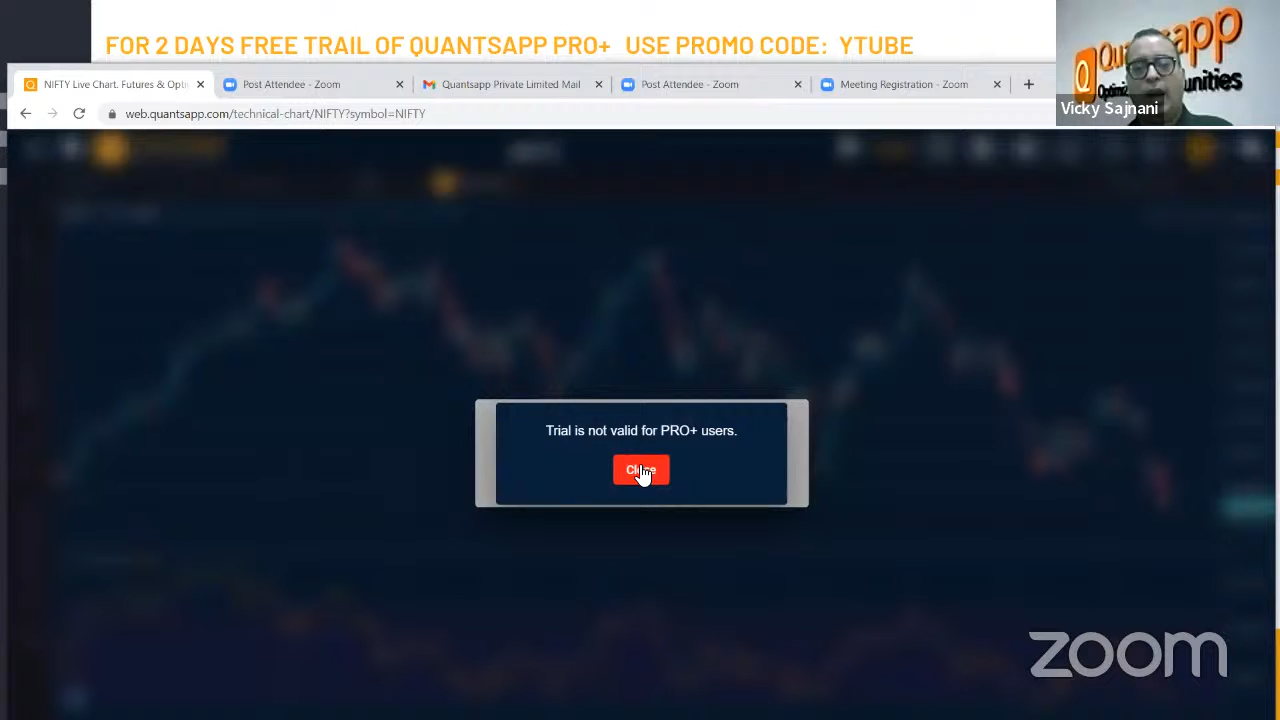 FOR 2 DAYS FREE TRAIL OF QUANTSAPP PRO+ USE PROMO CODE: YTUBE
Quantsapp
Vicky Sajnani
NIFTY Live Chart. Futures & Opti
Post Attendee - Zoom
Quantsapp Private Limited Mail
Post Attendee - Zoom
Meeting Registration - Zoom
web.quantsapp.com/technical-chart/NIFTY?symbol=NIFTY
Trial is not valid for PRO+ users.
zoom